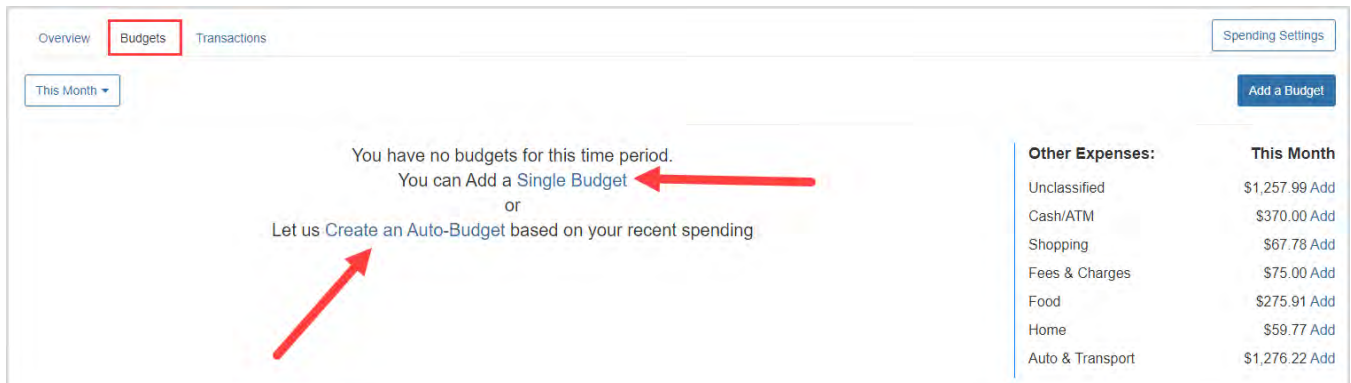 Overview Budgets Transactions Spending Settings
This Month Add a Budget
You have no budgets for this time period.
You can Add a Single Budget
or
Let us Create an Auto-Budget based on your recent spending
Other Expenses: This Month
Unclassified $1,257.99 Add
Cash/ATM $370.00 Add
Shopping $67.78 Add
Fees & Charges $75.00 Add
Food $275.91 Add
Home $59.77 Add
Auto & Transport $1,276.22 Add